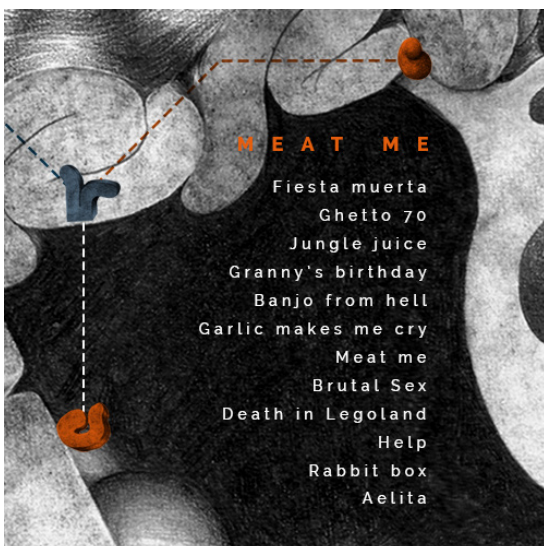 MEAT ME
Fiesta muerta
Ghetto 70
Jungle juice
Granny's birthday
Banjo from hell
Garlic makes me cry
Meat me
Brutal Sex
Death in Legoland
Help
Rabbit box
Aelita